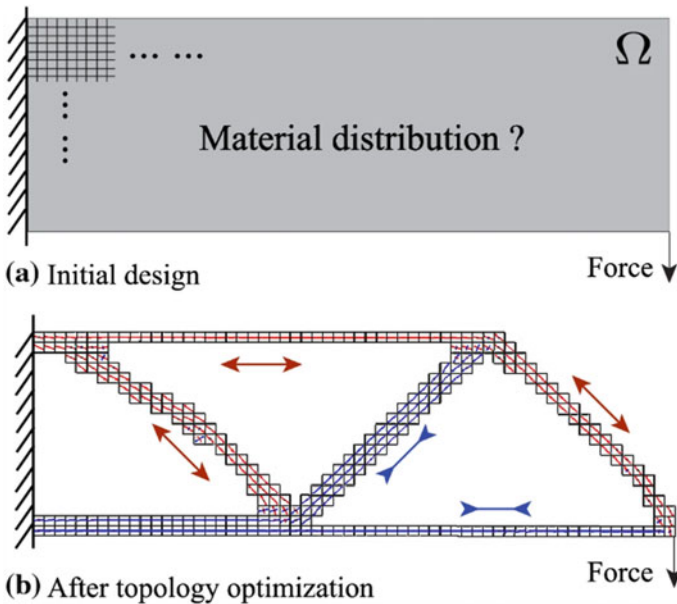 Ω
Material distribution ?
Force
(a) Initial design
Force
(b) After topology optimization